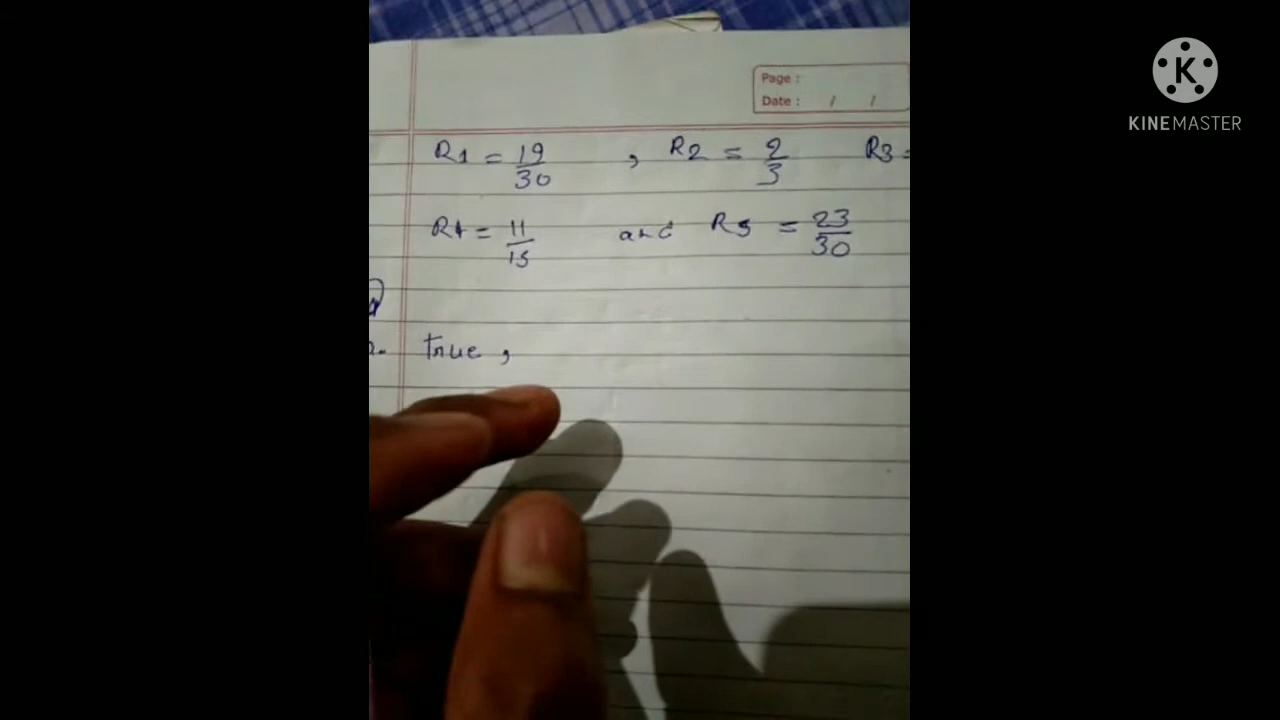 Page :
Date : / /
R1 = 19/30 , R2 = 2/3 R3 =
R4 = 11/15 and R5 = 23/30
true ,
K
KINEMASTER